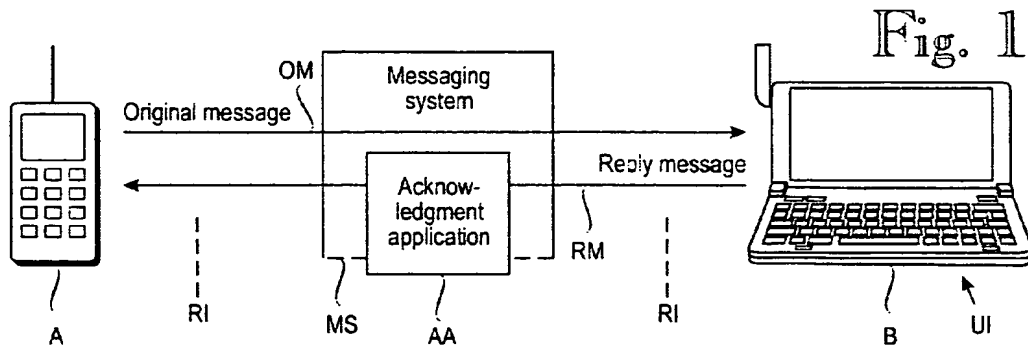 Fig. 1
OM
Messaging
system
Original message
Reply message
Acknow-
ledgment
application
RM
RI
MS
AA
RI
A
B
UI